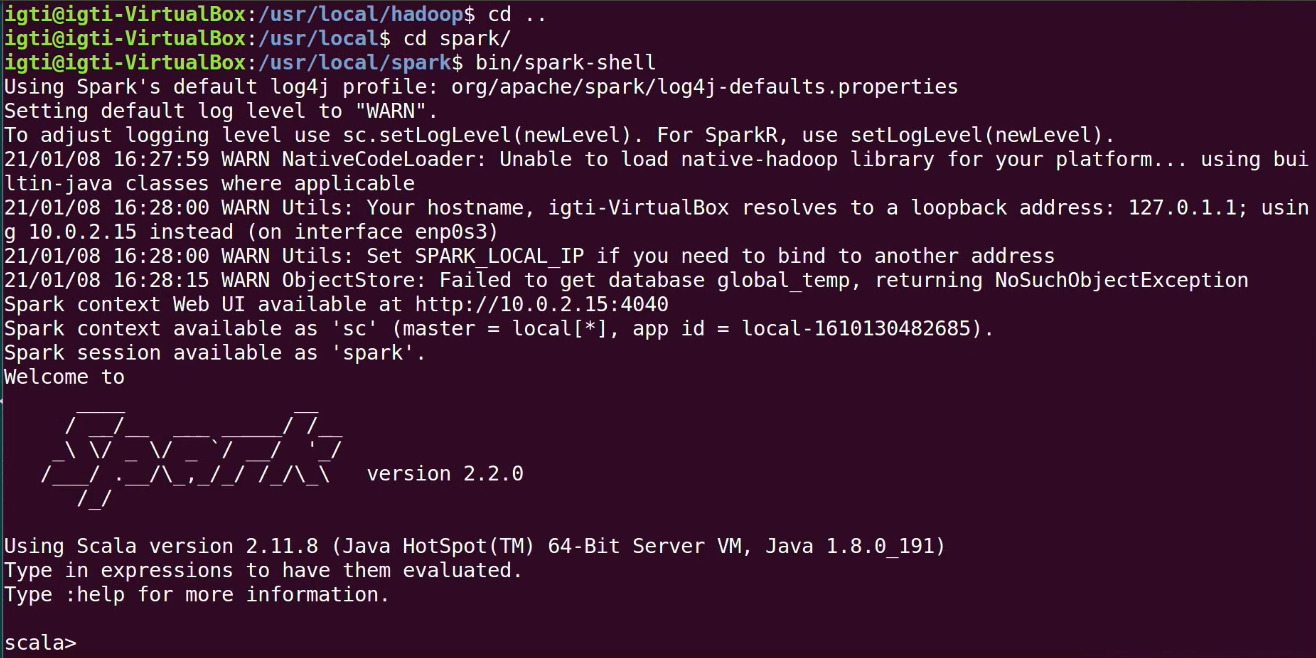 igti@igti-VirtualBox:/usr/local/hadoop$ cd ..
igti@igti-VirtualBox:/usr/local$ cd spark/
igti@igti-VirtualBox:/usr/local/spark$ bin/spark-shell
Using Spark's default log4j profile: org/apache/spark/log4j-defaults.properties
Setting default log level to "WARN".
To adjust logging level use sc.setLogLevel(newLevel). For SparkR, use setLogLevel(newLevel).
21/01/08 16:27:59 WARN NativeCodeLoader: Unable to load native-hadoop library for your platform... using bui
ltin-java classes where applicable
21/01/08 16:28:00 WARN Utils: Your hostname, igti-VirtualBox resolves to a loopback address: 127.0.1.1; usin
g 10.0.2.15 instead (on interface enp0s3)
21/01/08 16:28:00 WARN Utils: Set SPARK_LOCAL_IP if you need to bind to another address
21/01/08 16:28:15 WARN ObjectStore: Failed to get database global_temp, returning NoSuchObjectException
Spark context Web UI available at http://10.0.2.15:4040
Spark context available as 'sc' (master = local[*], app id = local-1610130482685).
Spark session available as 'spark'.
Welcome to
      ____              __
     / __/__  ___ _____/ /__
    _\ \/ _ \/ _ `/ __/  '_/
   /___/ .__/\_,_/_/ /_/\_\   version 2.2.0
      /_/
Using Scala version 2.11.8 (Java HotSpot(TM) 64-Bit Server VM, Java 1.8.0_191)
Type in expressions to have them evaluated.
Type :help for more information.
scala>